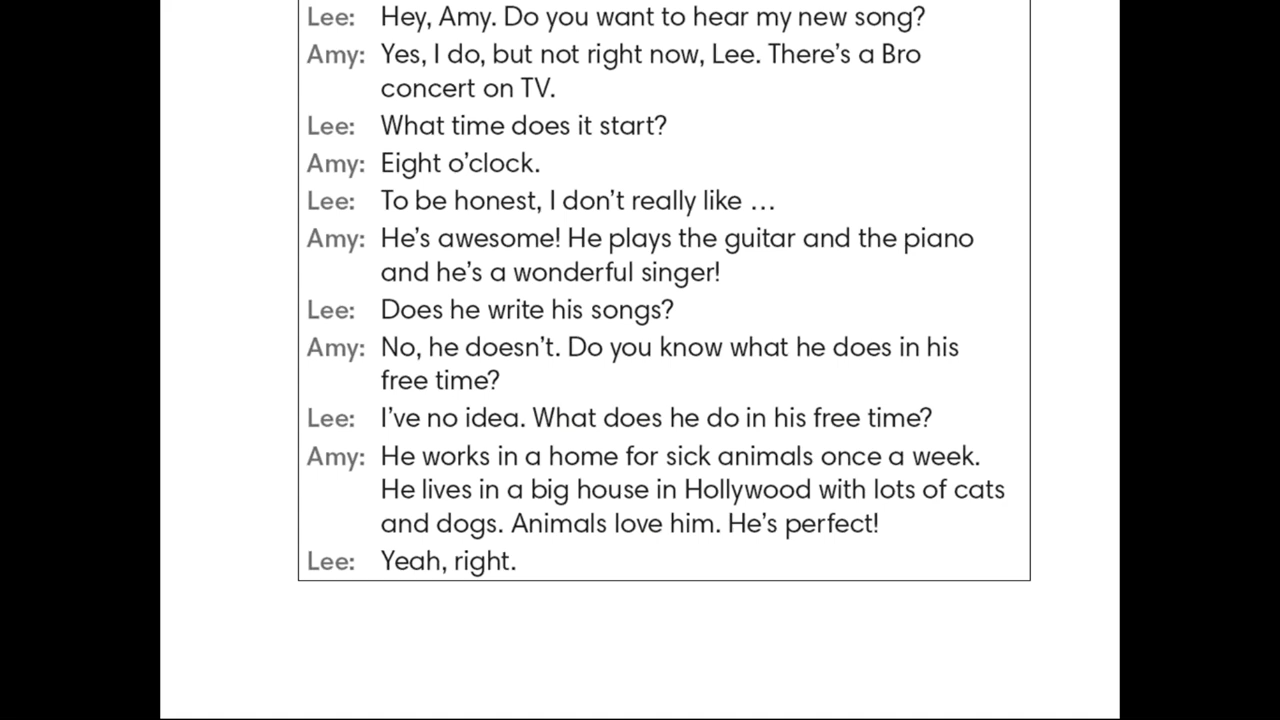 Lee: Hey, Amy. Do you want to hear my new song?
Amy: Yes, I do, but not right now, Lee. There’s a Bro
concert on TV.
Lee: What time does it start?
Amy: Eight o’clock.
Lee: To be honest, I don’t really like …
Amy: He’s awesome! He plays the guitar and the piano
and he’s a wonderful singer!
Lee: Does he write his songs?
Amy: No, he doesn’t. Do you know what he does in his
free time?
Lee: I’ve no idea. What does he do in his free time?
Amy: He works in a home for sick animals once a week.
He lives in a big house in Hollywood with lots of cats
and dogs. Animals love him. He’s perfect!
Lee: Yeah, right.